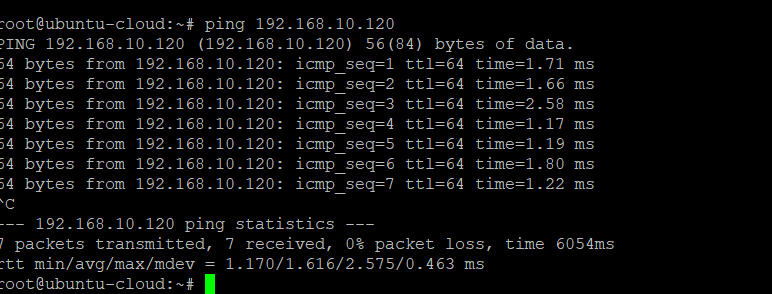 root@ubuntu-cloud:~# ping 192.168.10.120
PING 192.168.10.120 (192.168.10.120) 56(84) bytes of data.
64 bytes from 192.168.10.120: icmp_seq=1 ttl=64 time=1.71 ms
64 bytes from 192.168.10.120: icmp_seq=2 ttl=64 time=1.66 ms
64 bytes from 192.168.10.120: icmp_seq=3 ttl=64 time=2.58 ms
64 bytes from 192.168.10.120: icmp_seq=4 ttl=64 time=1.17 ms
64 bytes from 192.168.10.120: icmp_seq=5 ttl=64 time=1.19 ms
64 bytes from 192.168.10.120: icmp_seq=6 ttl=64 time=1.80 ms
64 bytes from 192.168.10.120: icmp_seq=7 ttl=64 time=1.22 ms
^C
--- 192.168.10.120 ping statistics ---
7 packets transmitted, 7 received, 0% packet loss, time 6054ms
rtt min/avg/max/mdev = 1.170/1.616/2.575/0.463 ms
root@ubuntu-cloud:~#